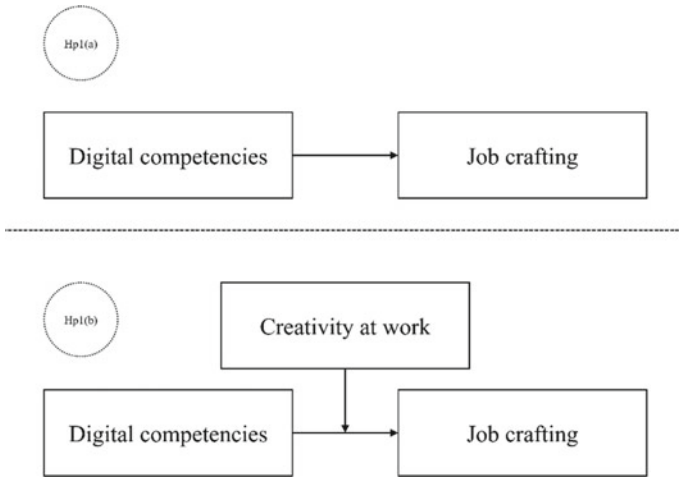 Hp1(a)
Digital competencies
Job crafting
Hp1(b)
Creativity at work
Digital competencies
Job crafting